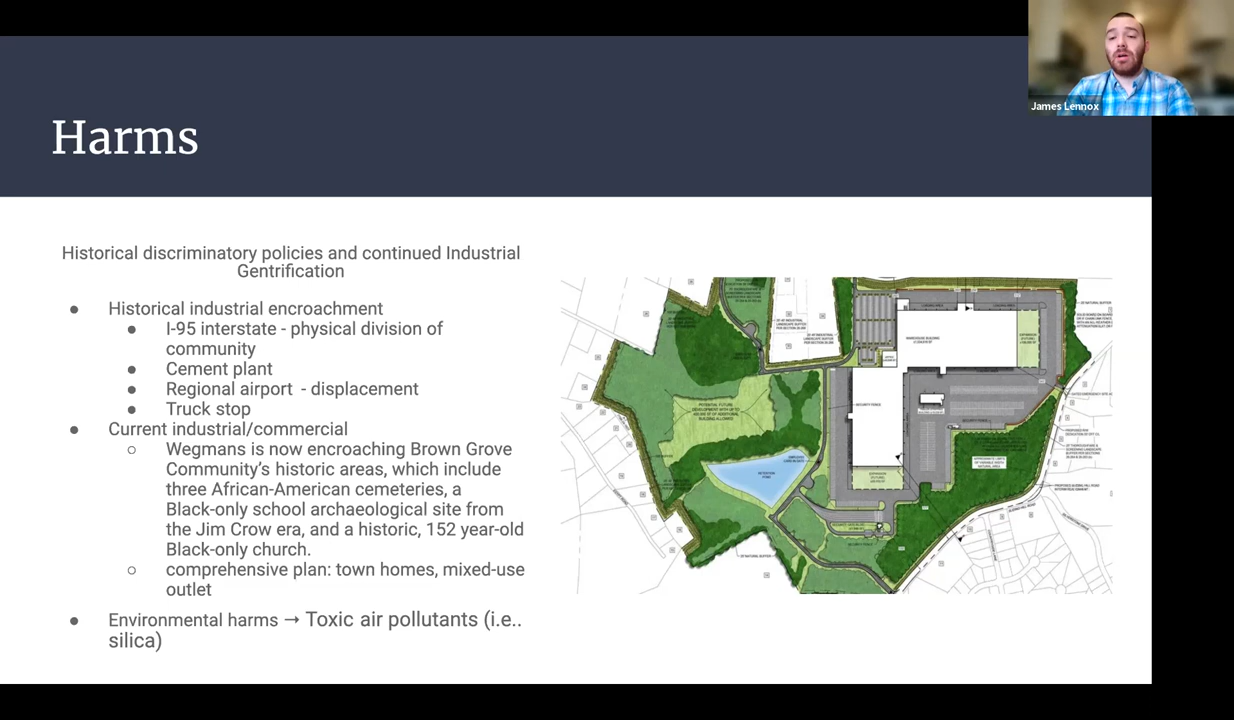 James Lennox
Harms
Historical discriminatory policies and continued Industrial
Gentrification
● Historical industrial encroachment
● I-95 interstate - physical division of
community
● Cement plant
● Regional airport - displacement
● Truck stop
● Current industrial/commercial
○ Wegmans is now encroaching Brown Grove
Community's historic areas, which include
three African-American cemeteries, a
Black-only school archaeological site from
the Jim Crow era, and a historic, 152 year-old
Black-only church.
○ comprehensive plan: town homes, mixed-use
outlet
● Environmental harms → Toxic air pollutants (i.e..
silica)